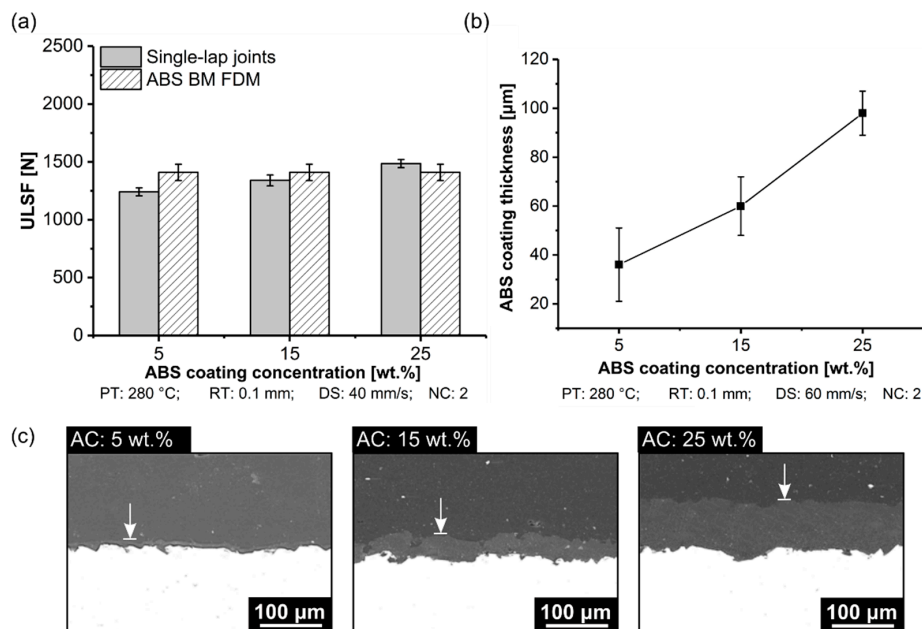 (a)
2500
2000
1500
1000
500
0
ULSF [N]
Single-lap joints
ABS BM FDM
5 15 25
ABS coating concentration [wt.%]
PT: 280 °C; RT: 0.1 mm; DS: 40 mm/s; NC: 2
(b)
120
100
80
60
40
20
ABS coating thickness [µm]
5 15 25
ABS coating concentration [wt.%]
PT: 280 °C; RT: 0.1 mm; DS: 60 mm/s; NC: 2
(c)
AC: 5 wt.%
100 µm
AC: 15 wt.%
100 µm
AC: 25 wt.%
100 µm